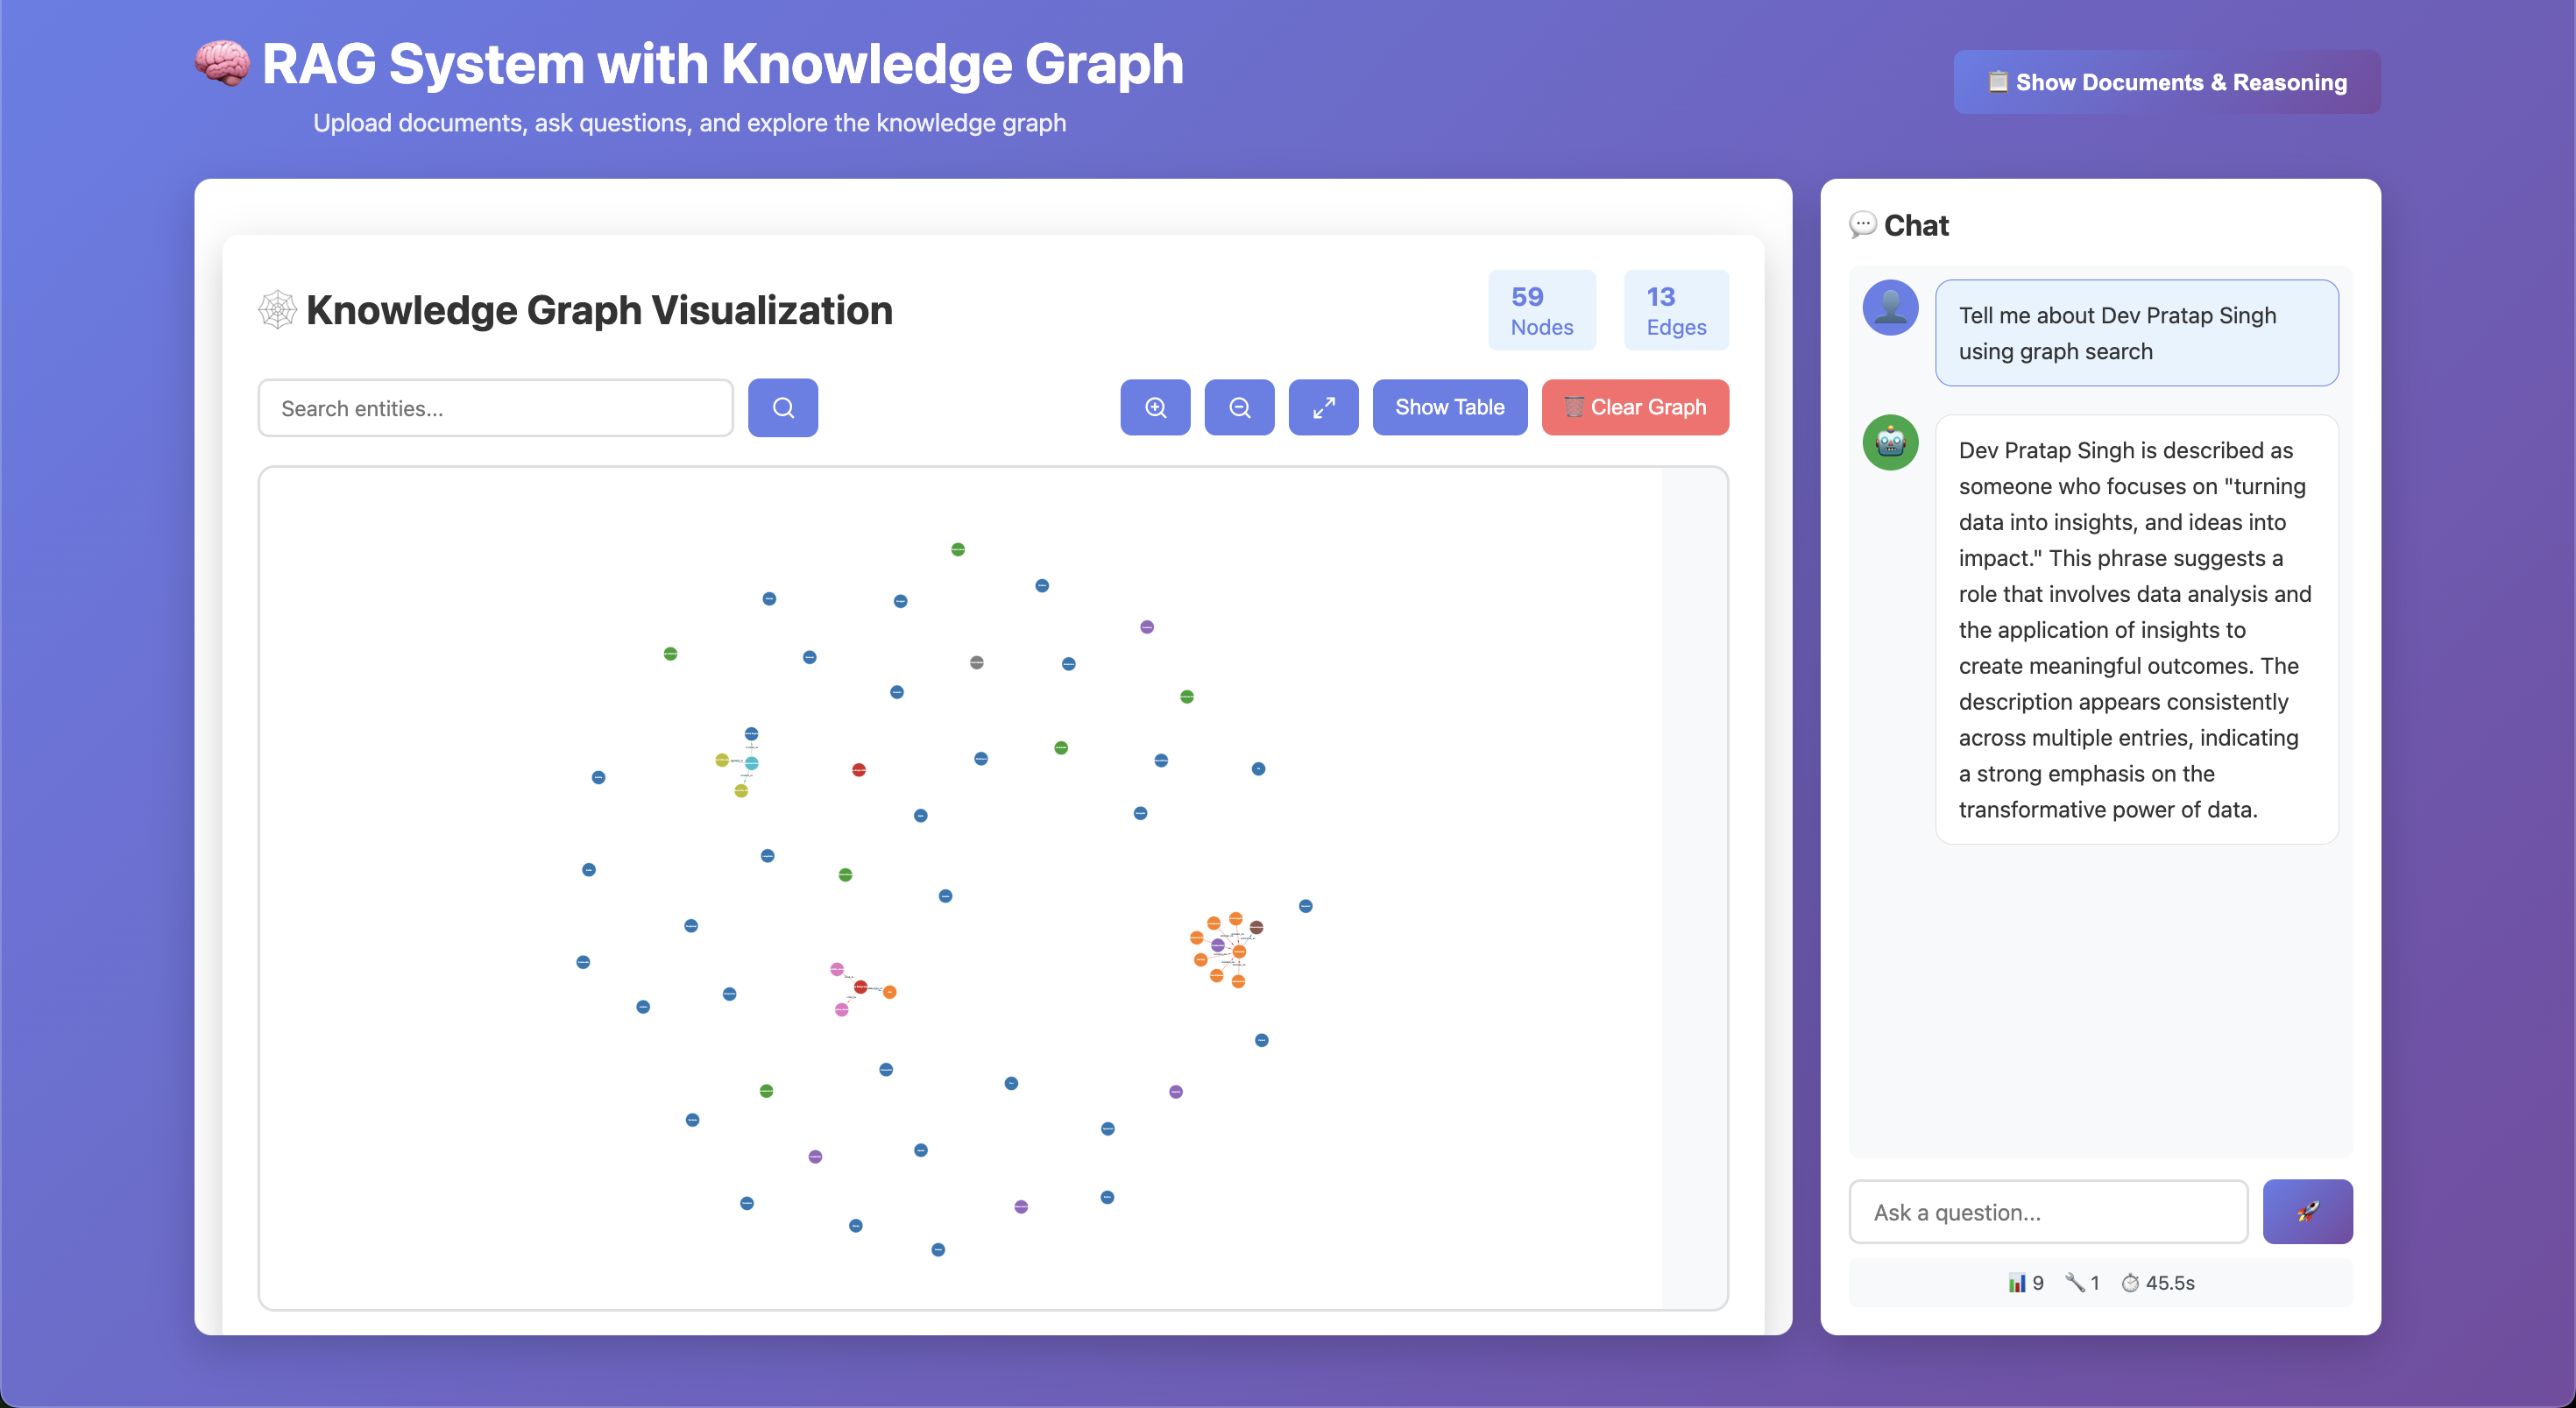 RAG System with Knowledge Graph
Upload documents, ask questions, and explore the knowledge graph
Show Documents & Reasoning
Knowledge Graph Visualization
59
Nodes
13
Edges
Search entities...
Show Table
Clear Graph
Chat
Tell me about Dev Pratap Singh
using graph search
Dev Pratap Singh is described as
someone who focuses on "turning
data into insights, and ideas into
impact." This phrase suggests a
role that involves data analysis and
the application of insights to
create meaningful outcomes. The
description appears consistently
across multiple entries, indicating
a strong emphasis on the
transformative power of data.
Ask a question...
9 1 45.5s